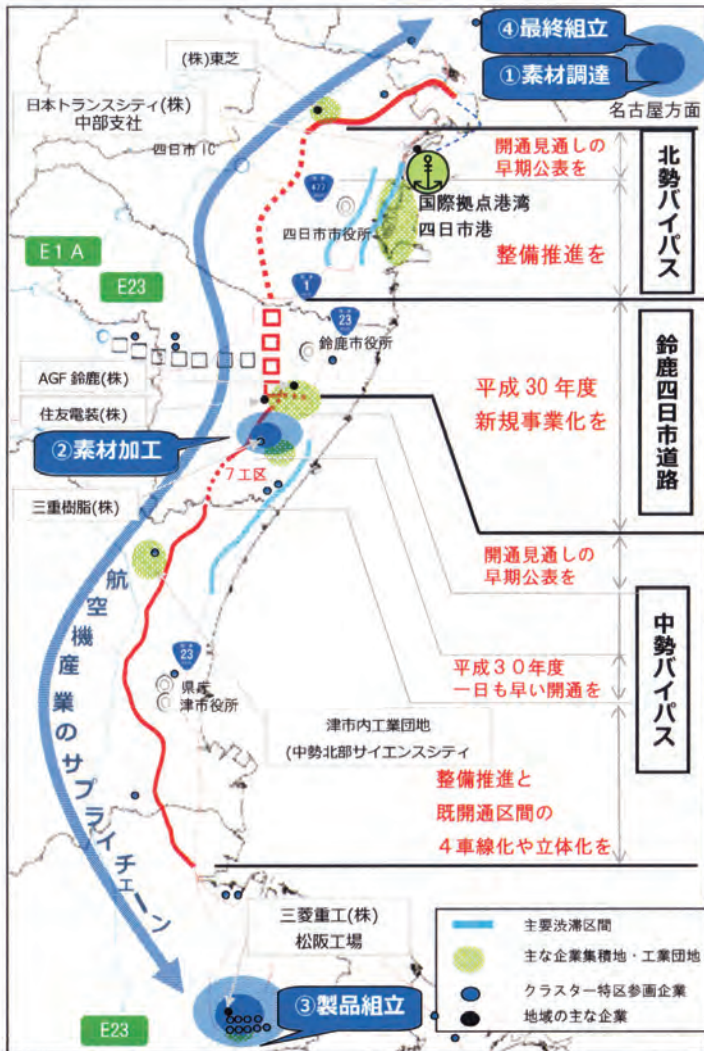 ④最終組立
①素材調達
名古屋方面
(株)東芝
日本トランスシティ(株)
中部支社
四日市IC
477
四日市市役所
国際拠点港湾
四日市港
開通見通しの
早期公表を
整備推進を
北勢バイパス
E1A
E23
1
23
鈴鹿市役所
AGF 鈴鹿(株)
住友電装(株)
②素材加工
7工区
三重樹脂(株)
平成30年度
新規事業化を
鈴鹿四日市道路
開通見通しの
早期公表を
中勢バイパス
航空機産業のサプライチェーン
23
県庁
津市役所
平成30年度
一日も早い開通を
津市内工業団地
(中勢北部サイエンスシティ
整備推進と
既開通区間の
4車線化や立体化を
三菱重工(株)
松阪工場
③製品組立
E23
主要渋滞区間
主な企業集積地・工業団地
クラスター特区参画企業
地域の主な企業